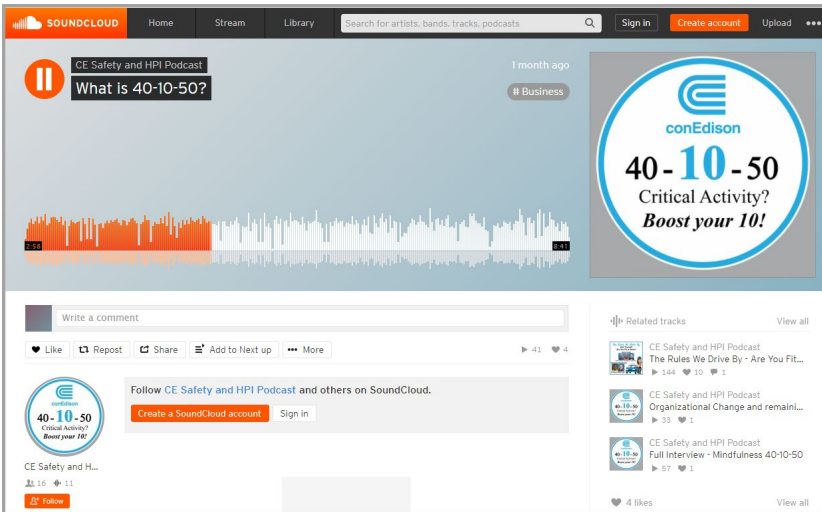 SOUNDCLOUD Home Stream Library Search for artists, bands, tracks, podcasts Sign in Create account Upload
CE Safety and HPI Podcast
What is 40-10-50?
1 month ago
# Business
2:58
8:41
conEdison
40-10-50
Critical Activity?
Boost your 10!
Write a comment
Like Repost Share Add to Next up More
41 4
conEdison
40-10-50
Critical Activity?
Boost your 10!
CE Safety and H...
16 11
Follow
Follow CE Safety and HPI Podcast and others on SoundCloud.
Create a SoundCloud account Sign in
Related tracks View all
CE Safety and HPI Podcast
The Rules We Drive By - Are You Fit...
144 10 1
CE Safety and HPI Podcast
Organizational Change and remaini...
33 1
CE Safety and HPI Podcast
Full Interview - Mindfulness 40-10-50
57 1
4 likes View all